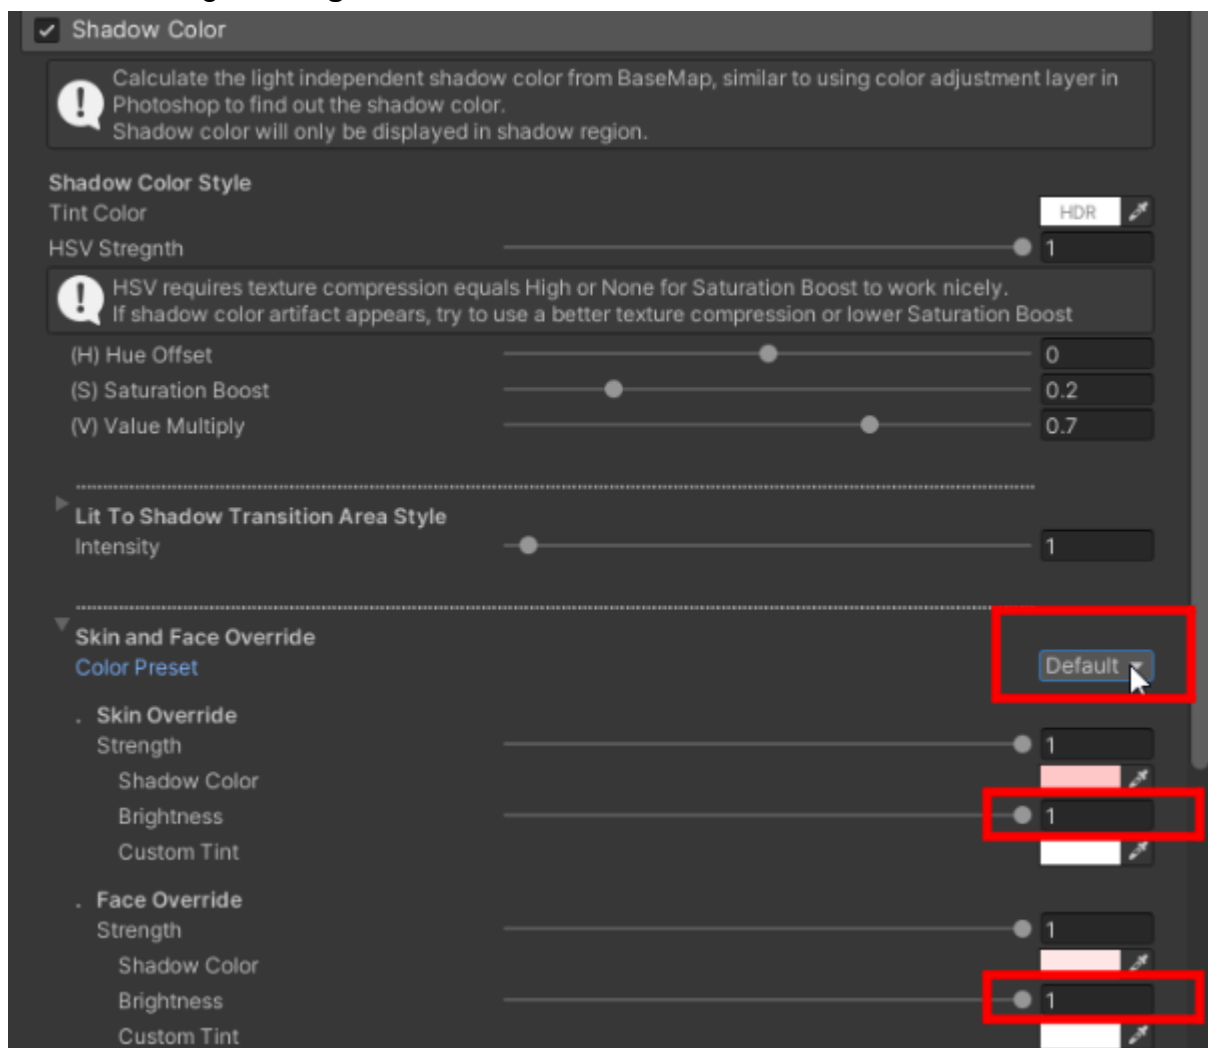 Shadow Color
Calculate the light independent shadow color from BaseMap, similar to using color adjustment layer in
Photoshop to find out the shadow color.
Shadow color will only be displayed in shadow region.
Shadow Color Style
Tint Color HDR
HSV Stregnth 1
HSV requires texture compression equals High or None for Saturation Boost to work nicely.
If shadow color artifact appears, try to use a better texture compression or lower Saturation Boost
(H) Hue Offset 0
(S) Saturation Boost 0.2
(V) Value Multiply 0.7
Lit To Shadow Transition Area Style
Intensity 1
Skin and Face Override
Color Preset Default
. Skin Override
Strength 1
Shadow Color
Brightness 1
Custom Tint
. Face Override
Strength 1
Shadow Color
Brightness 1
Custom Tint